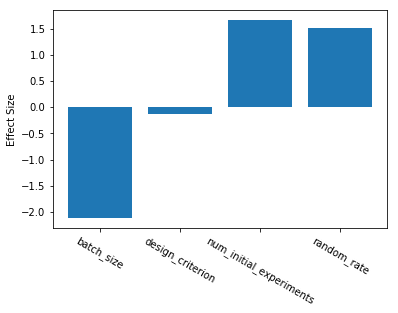 1.5
1.0
0.5
0.0
−0.5
−1.0
−1.5
−2.0
Effect Size
batch_size
design_criterion
num_initial_experiments
random_rate